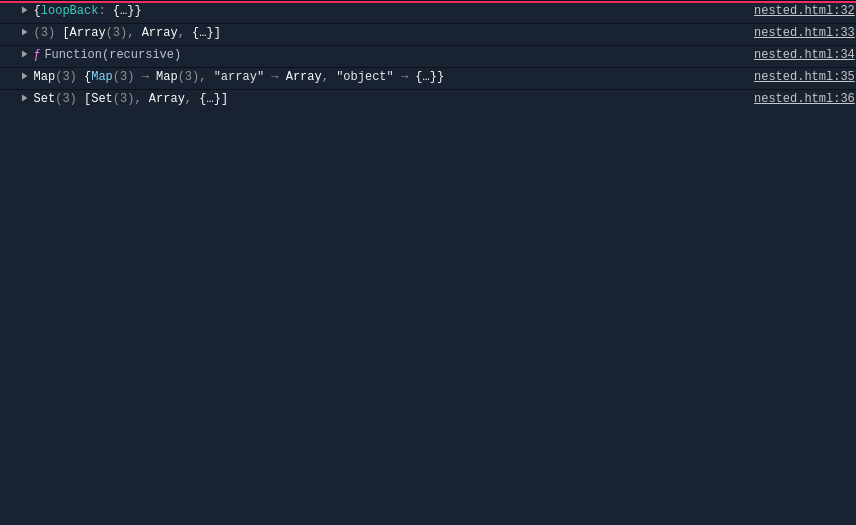 {loopBack: {…}} nested.html:32
(3) [Array(3), Array, {…}] nested.html:33
ƒ Function(recursive) nested.html:34
Map(3) {Map(3) → Map(3), "array" → Array, "object" → {…}} nested.html:35
Set(3) [Set(3), Array, {…}] nested.html:36